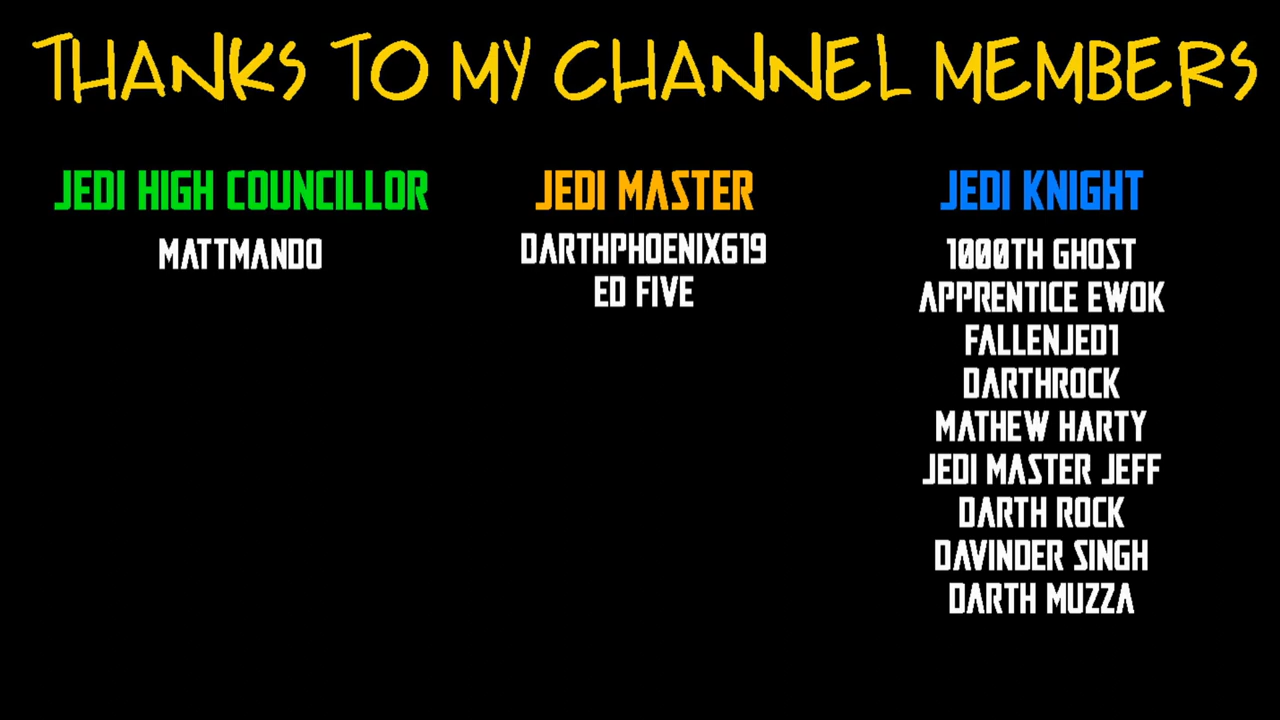 THANKS TO MY CHANNEL MEMBERS
JEDI HIGH COUNCILLOR
MATTMANDO
JEDI MASTER
DARTHPHOENIX619
ED FIVE
JEDI KNIGHT
1000TH GHOST
APPRENTICE EWOK
FALLENJED1
DARTHROCK
MATHEW HARTY
JEDI MASTER JEFF
DARTH ROCK
DAVINDER SINGH
DARTH MUZZA